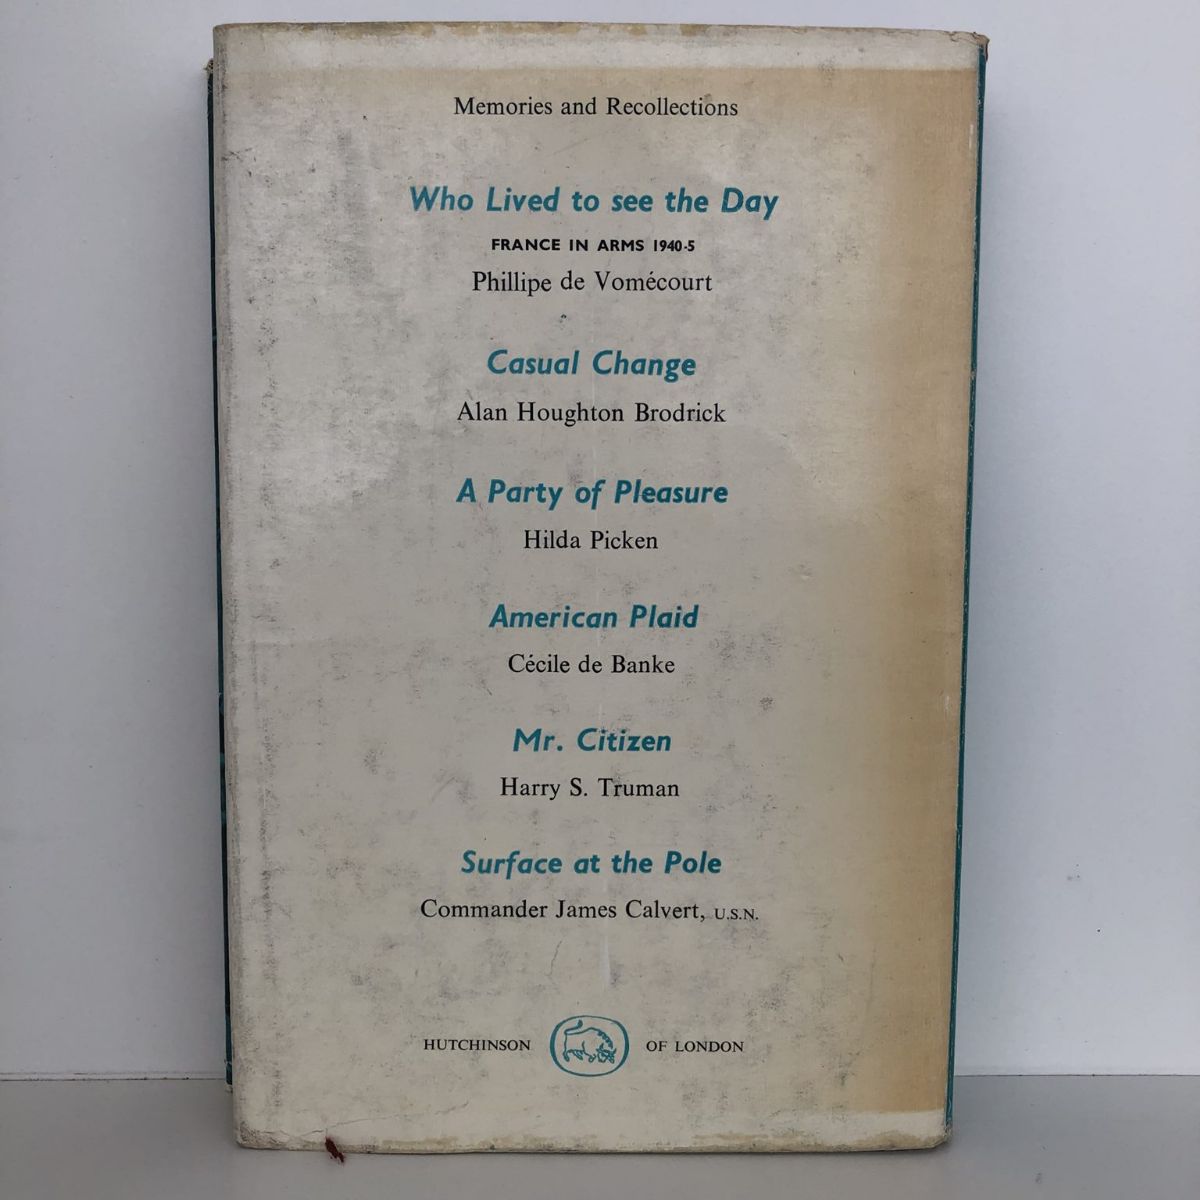 Memories and Recollections
Who Lived to see the Day
FRANCE IN ARMS 1940-5
Phillipe de Vomécourt
Casual Change
Alan Houghton Brodrick
A Party of Pleasure
Hilda Picken
American Plaid
Cécile de Banke
Mr. Citizen
Harry S. Truman
Surface at the Pole
Commander James Calvert, U.S.N.
HUTCHINSON OF LONDON